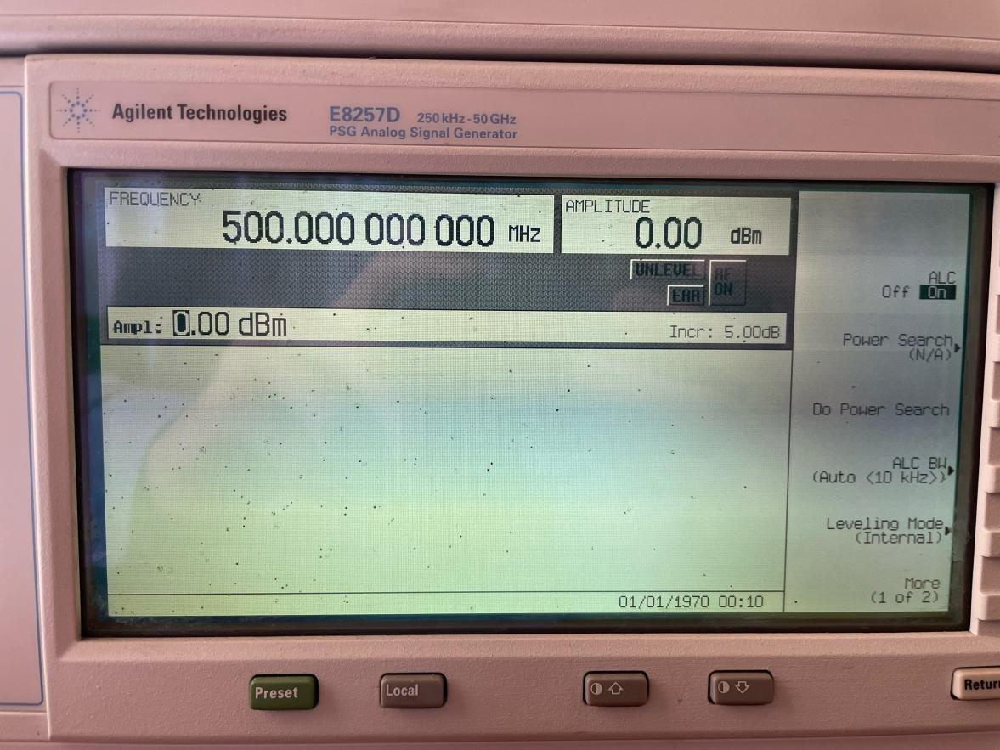 Agilent Technologies
E8257D 250 kHz - 50 GHz
PSG Analog Signal Generator
FREQUENCY
500.000 000 000 MHz
AMPLITUDE
0.00 dBm
UNLEVEL
RF
ON
ERR
Ampl: 0.00 dBm
Incr: 5.00dB
ALC
Off On
Power Search
(N/A)
Do Power Search
ALC BW
(Auto <10 kHz>)
Leveling Mode
(Internal)
More
(1 of 2)
01/01/1970 00:10
Preset
Local
Retur